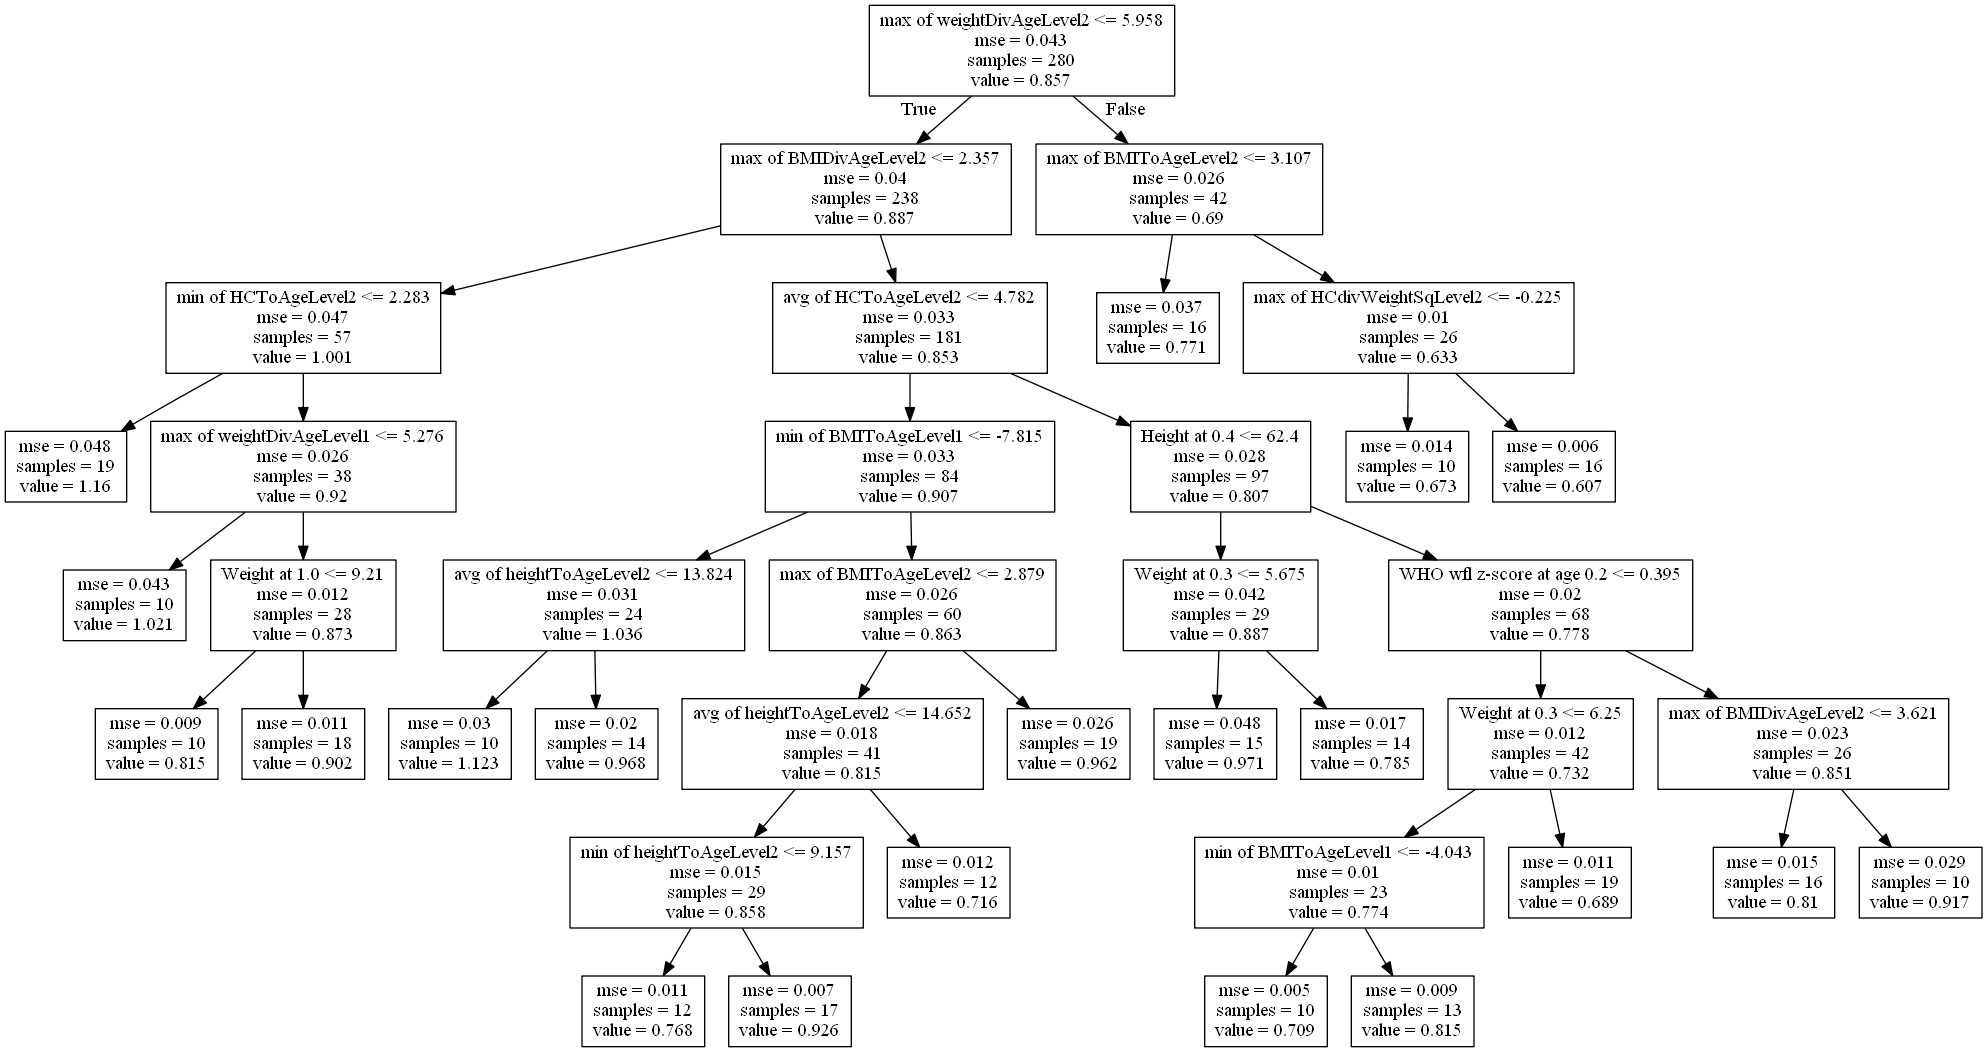 max of weightDivAgeLevel2 <= 5.958
mse = 0.043
samples = 280
value = 0.857
True
False
max of BMIDivAgeLevel2 <= 2.357
mse = 0.04
samples = 238
value = 0.887
max of BMIToAgeLevel2 <= 3.107
mse = 0.026
samples = 42
value = 0.69
min of HCToAgeLevel2 <= 2.283
mse = 0.047
samples = 57
value = 1.001
avg of HCToAgeLevel2 <= 4.782
mse = 0.033
samples = 181
value = 0.853
mse = 0.037
samples = 16
value = 0.771
max of HCdivWeightSqLevel2 <= -0.225
mse = 0.01
samples = 26
value = 0.633
mse = 0.048
samples = 19
value = 1.16
max of weightDivAgeLevel1 <= 5.276
mse = 0.026
samples = 38
value = 0.92
min of BMIToAgeLevel1 <= -7.815
mse = 0.033
samples = 84
value = 0.907
Height at 0.4 <= 62.4
mse = 0.028
samples = 97
value = 0.807
mse = 0.014
samples = 10
value = 0.673
mse = 0.006
samples = 16
value = 0.607
mse = 0.043
samples = 10
value = 1.021
Weight at 1.0 <= 9.21
mse = 0.012
samples = 28
value = 0.873
avg of heightToAgeLevel2 <= 13.824
mse = 0.031
samples = 24
value = 1.036
max of BMIToAgeLevel2 <= 2.879
mse = 0.026
samples = 60
value = 0.863
Weight at 0.3 <= 5.675
mse = 0.042
samples = 29
value = 0.887
WHO wfl z-score at age 0.2 <= 0.395
mse = 0.02
samples = 68
value = 0.778
mse = 0.009
samples = 10
value = 0.815
mse = 0.011
samples = 18
value = 0.902
mse = 0.03
samples = 10
value = 1.123
mse = 0.02
samples = 14
value = 0.968
avg of heightToAgeLevel2 <= 14.652
mse = 0.018
samples = 41
value = 0.815
mse = 0.026
samples = 19
value = 0.962
mse = 0.048
samples = 15
value = 0.971
mse = 0.017
samples = 14
value = 0.785
Weight at 0.3 <= 6.25
mse = 0.012
samples = 42
value = 0.732
max of BMIDivAgeLevel2 <= 3.621
mse = 0.023
samples = 26
value = 0.851
min of heightToAgeLevel2 <= 9.157
mse = 0.015
samples = 29
value = 0.858
mse = 0.012
samples = 12
value = 0.716
min of BMIToAgeLevel1 <= -4.043
mse = 0.01
samples = 23
value = 0.774
mse = 0.011
samples = 19
value = 0.689
mse = 0.015
samples = 16
value = 0.81
mse = 0.029
samples = 10
value = 0.917
mse = 0.011
samples = 12
value = 0.768
mse = 0.007
samples = 17
value = 0.926
mse = 0.005
samples = 10
value = 0.709
mse = 0.009
samples = 13
value = 0.815